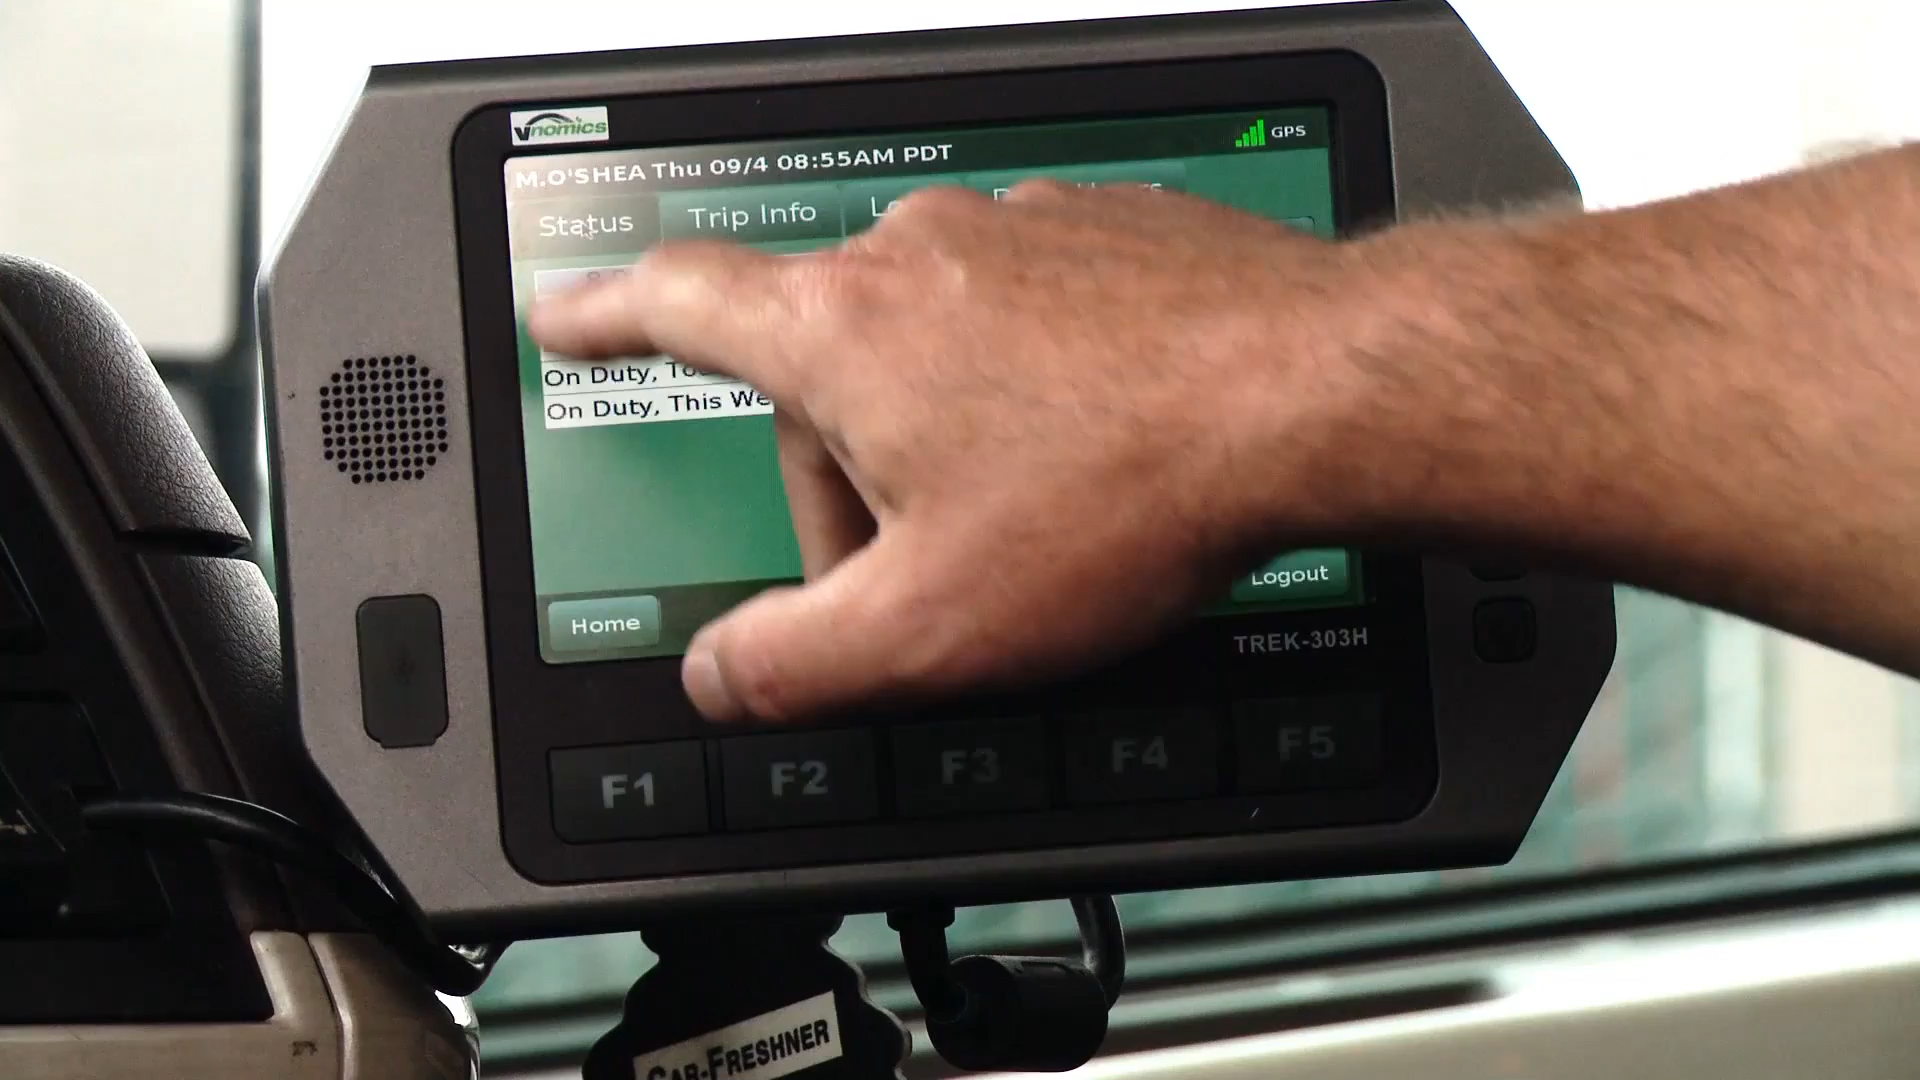 Vnomics
GPS
M.O'SHEA Thu 09/4 08:55AM PDT
Status Trip Info
On Duty,
On Duty, This
Home
Logout
TREK-303H
F1 F2 F3 F4 F5
CAR-FRESHNER